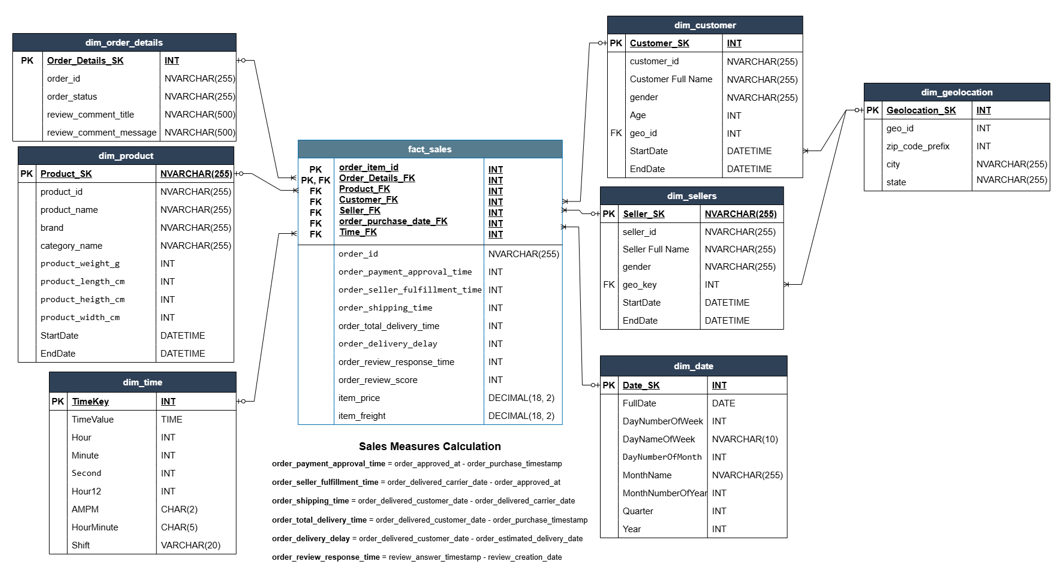 dim_order_details
PK Order_Details_SK INT
order_id NVARCHAR(255)
order_status NVARCHAR(255)
review_comment_title NVARCHAR(500)
review_comment_message NVARCHAR(500)
dim_product
PK Product_SK NVARCHAR(255)
product_id NVARCHAR(255)
product_name NVARCHAR(255)
brand NVARCHAR(255)
category_name NVARCHAR(255)
product_weight_g INT
product_length_cm INT
product_heigth_cm INT
product_width_cm INT
StartDate DATETIME
EndDate DATETIME
dim_time
PK TimeKey INT
TimeValue TIME
Hour INT
Minute INT
Second INT
Hour12 INT
AMPM CHAR(2)
HourMinute CHAR(5)
Shift VARCHAR(20)
fact_sales
PK order_item_id INT
PK, FK Order_Details_FK INT
FK Product_FK INT
FK Customer_FK INT
FK Seller_FK INT
FK order_purchase_date_FK INT
FK Time_FK INT
order_id NVARCHAR(255)
order_payment_approval_time INT
order_seller_fulfillment_time INT
order_shipping_time INT
order_total_delivery_time INT
order_delivery_delay INT
order_review_response_time INT
order_review_score INT
item_price DECIMAL(18, 2)
item_freight DECIMAL(18, 2)
Sales Measures Calculation
order_payment_approval_time = order_approved_at - order_purchase_timestamp
order_seller_fulfillment_time = order_delivered_carrier_date - order_approved_at
order_shipping_time = order_delivered_customer_date - order_delivered_carrier_date
order_total_delivery_time = order_delivered_customer_date - order_purchase_timestamp
order_delivery_delay = order_delivered_customer_date - order_estimated_delivery_date
order_review_response_time = review_answer_timestamp - review_creation_date
dim_customer
PK Customer_SK INT
customer_id NVARCHAR(255)
Customer Full Name NVARCHAR(255)
gender NVARCHAR(255)
Age INT
FK geo_id INT
StartDate DATETIME
EndDate DATETIME
dim_sellers
PK Seller_SK NVARCHAR(255)
seller_id NVARCHAR(255)
Seller Full Name NVARCHAR(255)
gender NVARCHAR(255)
FK geo_key INT
StartDate DATETIME
EndDate DATETIME
dim_date
PK Date_SK INT
FullDate DATE
DayNumberOfWeek INT
DayNameOfWeek NVARCHAR(10)
DayNumberOfMonth INT
MonthName NVARCHAR(255)
MonthNumberOfYear INT
Quarter INT
Year INT
dim_geolocation
PK Geolocation_SK INT
geo_id INT
zip_code_prefix INT
city NVARCHAR(255)
state NVARCHAR(255)